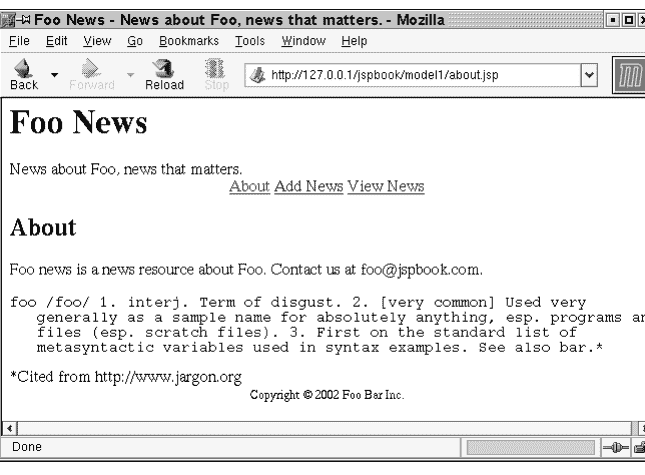 Foo News - News about Foo, news that matters. - Mozilla
File Edit View Go Bookmarks Tools Window Help
Back Forward Reload Stop http://127.0.0.1/jspbook/model1/about.jsp
Foo News
News about Foo, news that matters.
About Add News View News
About
Foo news is a news resource about Foo. Contact us at foo@jspbook.com.
foo /foo/ 1. interj. Term of disgust. 2. [very common] Used very
generally as a sample name for absolutely anything, esp. programs an
files (esp. scratch files). 3. First on the standard list of
metasyntactic variables used in syntax examples. See also bar.*
*Cited from http://www.jargon.org
Copyright © 2002 Foo Bar Inc.
Done